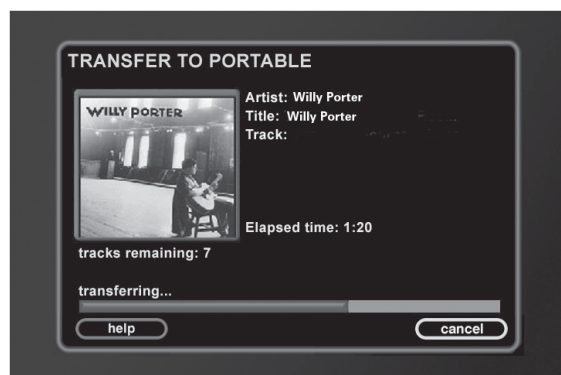 TRANSFER TO PORTABLE
WILLY PORTER
Artist: Willy Porter
Title: Willy Porter
Track:
Elapsed time: 1:20
tracks remaining: 7
transferring...
help
cancel